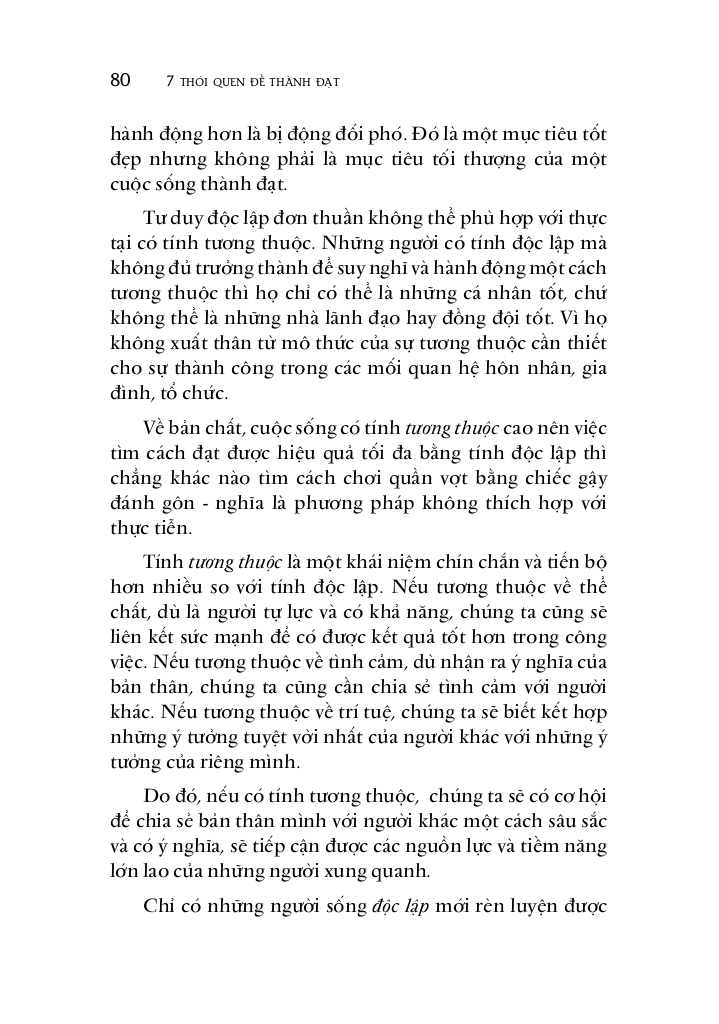 80 7 THÓI QUEN ĐỂ THÀNH ĐẠT
hành động hơn là bị động đối phó. Đó là một mục tiêu tốt
đẹp nhưng không phải là mục tiêu tối thượng của một
cuộc sống thành đạt.
Tư duy độc lập đơn thuần không thể phù hợp với thực
tại có tính tương thuộc. Những người có tính độc lập mà
không đủ trưởng thành để suy nghĩ và hành động một cách
tương thuộc thì họ chỉ có thể là những cá nhân tốt, chứ
không thể là những nhà lãnh đạo hay đồng đội tốt. Vì họ
không xuất thân từ mô thức của sự tương thuộc cần thiết
cho sự thành công trong các mối quan hệ hôn nhân, gia
đình, tổ chức.
Về bản chất, cuộc sống có tính tương thuộc cao nên việc
tìm cách đạt được hiệu quả tối đa bằng tính độc lập thì
chẳng khác nào tìm cách chơi quần vợt bằng chiếc gậy
đánh gôn - nghĩa là phương pháp không thích hợp với
thực tiễn.
Tính tương thuộc là một khái niệm chín chắn và tiến bộ
hơn nhiều so với tính độc lập. Nếu tương thuộc về thể
chất, dù là người tự lực và có khả năng, chúng ta cũng sẽ
liên kết sức mạnh để có được kết quả tốt hơn trong công
việc. Nếu tương thuộc về tình cảm, dù nhận ra ý nghĩa của
bản thân, chúng ta cũng cần chia sẻ tình cảm với người
khác. Nếu tương thuộc về trí tuệ, chúng ta sẽ biết kết hợp
những ý tưởng tuyệt vời nhất của người khác với những ý
tưởng của riêng mình.
Do đó, nếu có tính tương thuộc, chúng ta sẽ có cơ hội
để chia sẻ bản thân mình với người khác một cách sâu sắc
và có ý nghĩa, sẽ tiếp cận được các nguồn lực và tiềm năng
lớn lao của những người xung quanh.
Chỉ có những người sống độc lập mới rèn luyện được